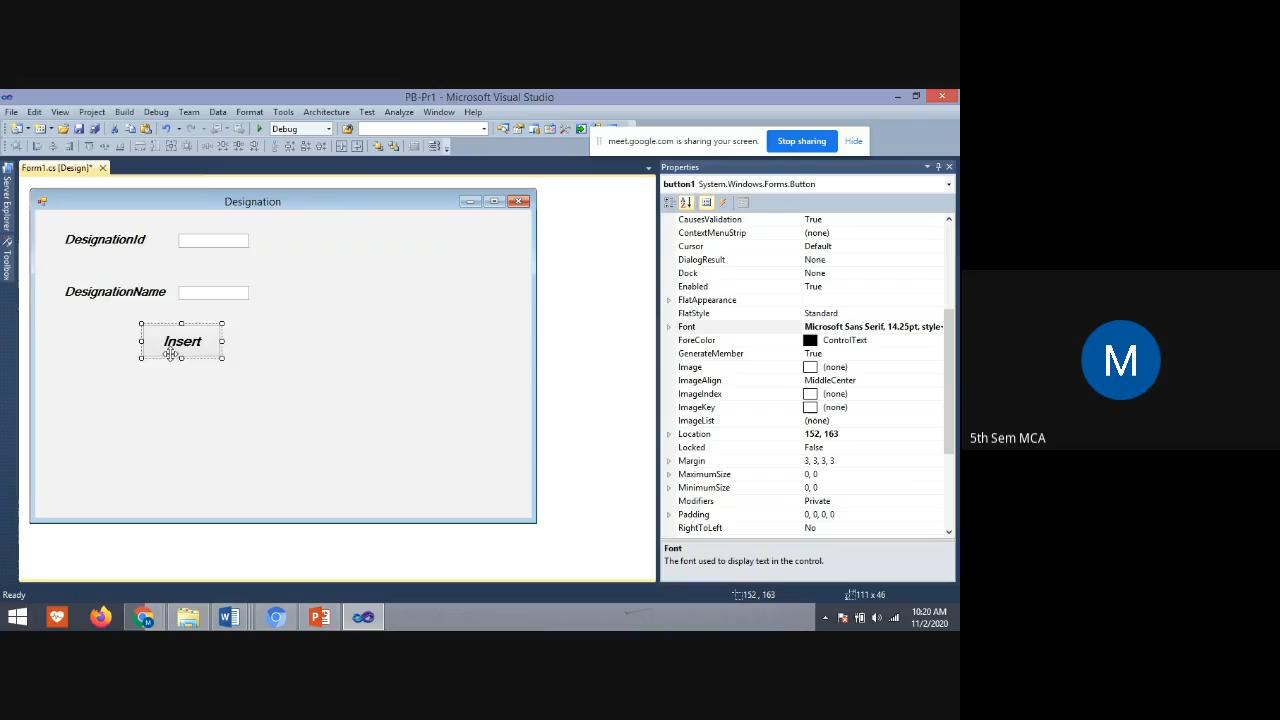 PB-Pr1 - Microsoft Visual Studio
File Edit View Project Build Debug Team Data Format Tools Architecture Test Analyze Window Help
Debug
meet.google.com is sharing your screen.
Stop sharing
Hide
Form1.cs [Design]*
Server Explorer
Toolbox
Designation
DesignationId
DesignationName
Insert
Properties
button1 System.Windows.Forms.Button
CausesValidation True
ContextMenuStrip (none)
Cursor Default
DialogResult None
Dock None
Enabled True
FlatAppearance
FlatStyle Standard
Font Microsoft Sans Serif, 14.25pt, style
ForeColor ControlText
GenerateMember True
Image (none)
ImageAlign MiddleCenter
ImageIndex (none)
ImageKey (none)
ImageList (none)
Location 152, 163
Locked False
Margin 3, 3, 3, 3
MaximumSize 0, 0
MinimumSize 0, 0
Modifiers Private
Padding 0, 0, 0, 0
RightToLeft No
Font
The font used to display text in the control.
Ready
152 , 163
111 x 46
10:20 AM
11/2/2020
M
5th Sem MCA